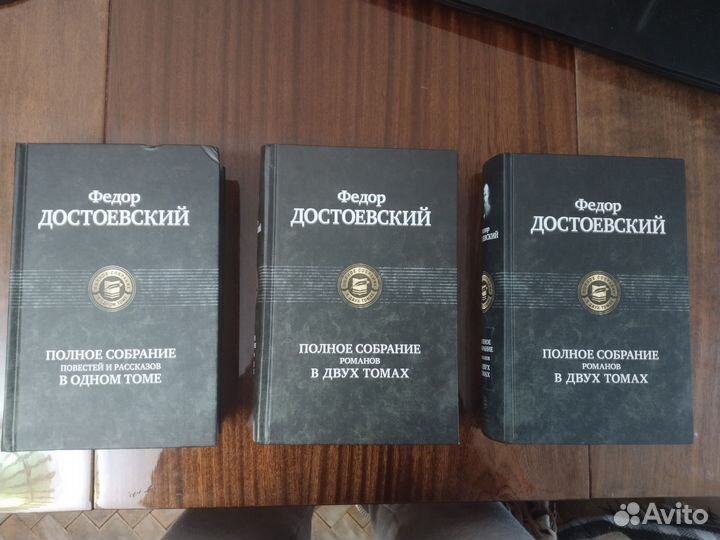 Федор
ДОСТОЕВСКИЙ
ПОЛНОЕ СОБРАНИЕ
ПОВЕСТЕЙ И РАССКАЗОВ
В ОДНОМ ТОМЕ
Федор
ДОСТОЕВСКИЙ
ПОЛНОЕ СОБРАНИЕ
РОМАНОВ
В ДВУХ ТОМАХ
Федор
ДОСТОЕВСКИЙ
ПОЛНОЕ СОБРАНИЕ
РОМАНОВ
В ДВУХ ТОМАХ
Avito